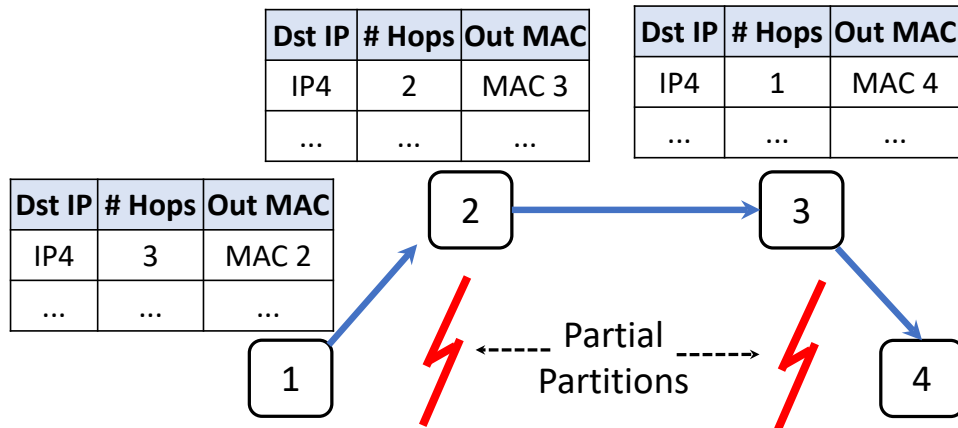 Dst IP # Hops Out MAC
IP4 2 MAC 3
... ... ...
Dst IP # Hops Out MAC
IP4 1 MAC 4
... ... ...
Dst IP # Hops Out MAC
IP4 3 MAC 2
... ... ...
2
3
1
Partial
Partitions
4